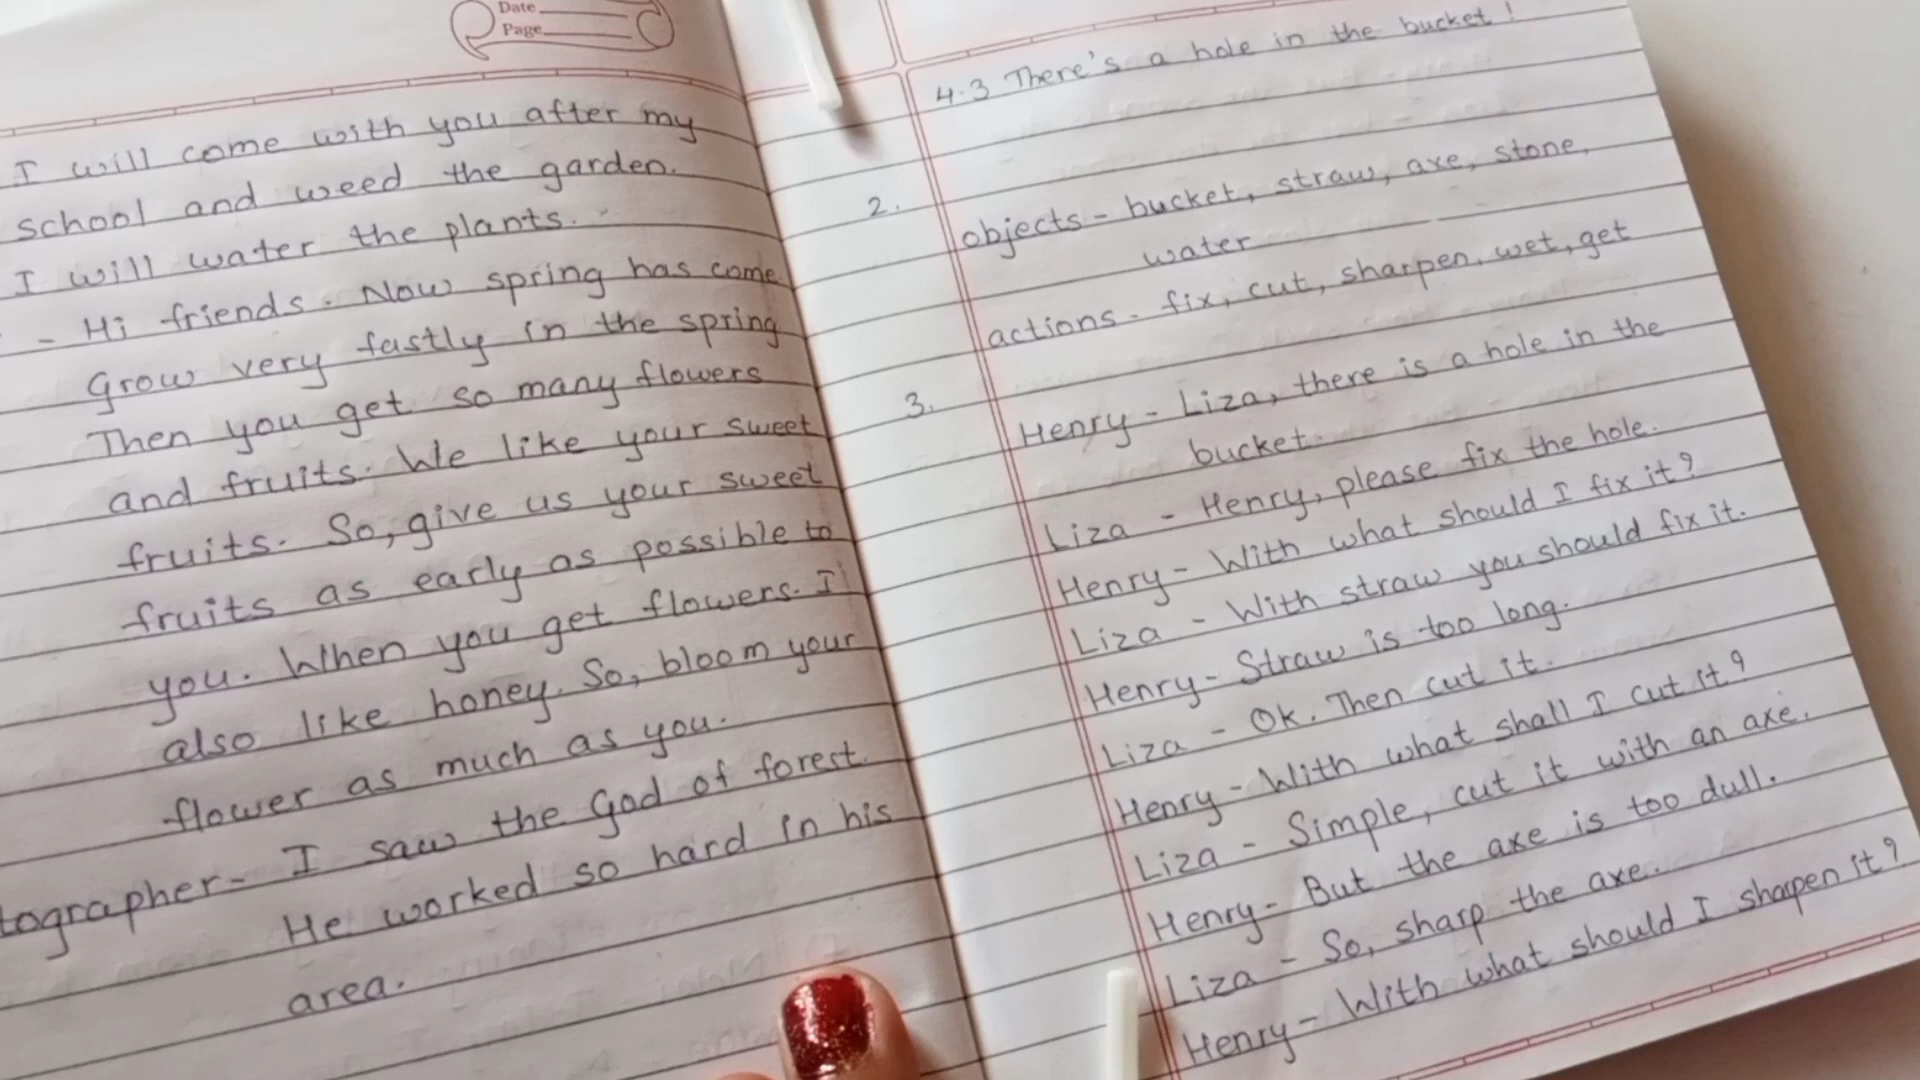 Date
Page
I will come with you after my
school and weed the garden.
I will water the plants.
- Hi friends. Now spring has come
Grow very fastly in the spring
Then you get so many flowers
and fruits. We like your sweet
fruits. So, give us your sweet
fruits as early as possible to
you. When you get flowers. I
also like honey. So, bloom your
flower as much as you.
tographer- I saw the God of forest.
He worked so hard in his
area.
4.3 There's a hole in the bucket!
2.
objects - bucket, straw, axe, stone,
water
actions - fix, cut, sharpen, wet, get
3.
Henry - Liza, there is a hole in the
bucket.
Liza - Henry, please fix the hole.
Henry - With what should I fix it?
Liza - With straw you should fix it.
Henry - Straw is too long.
Liza - Ok. Then cut it.
Henry - With what shall I cut it?
Liza - Simple, cut it with an axe.
Henry - But the axe is too dull.
Liza - So, sharp the axe.
Henry - With what should I sharpen it?